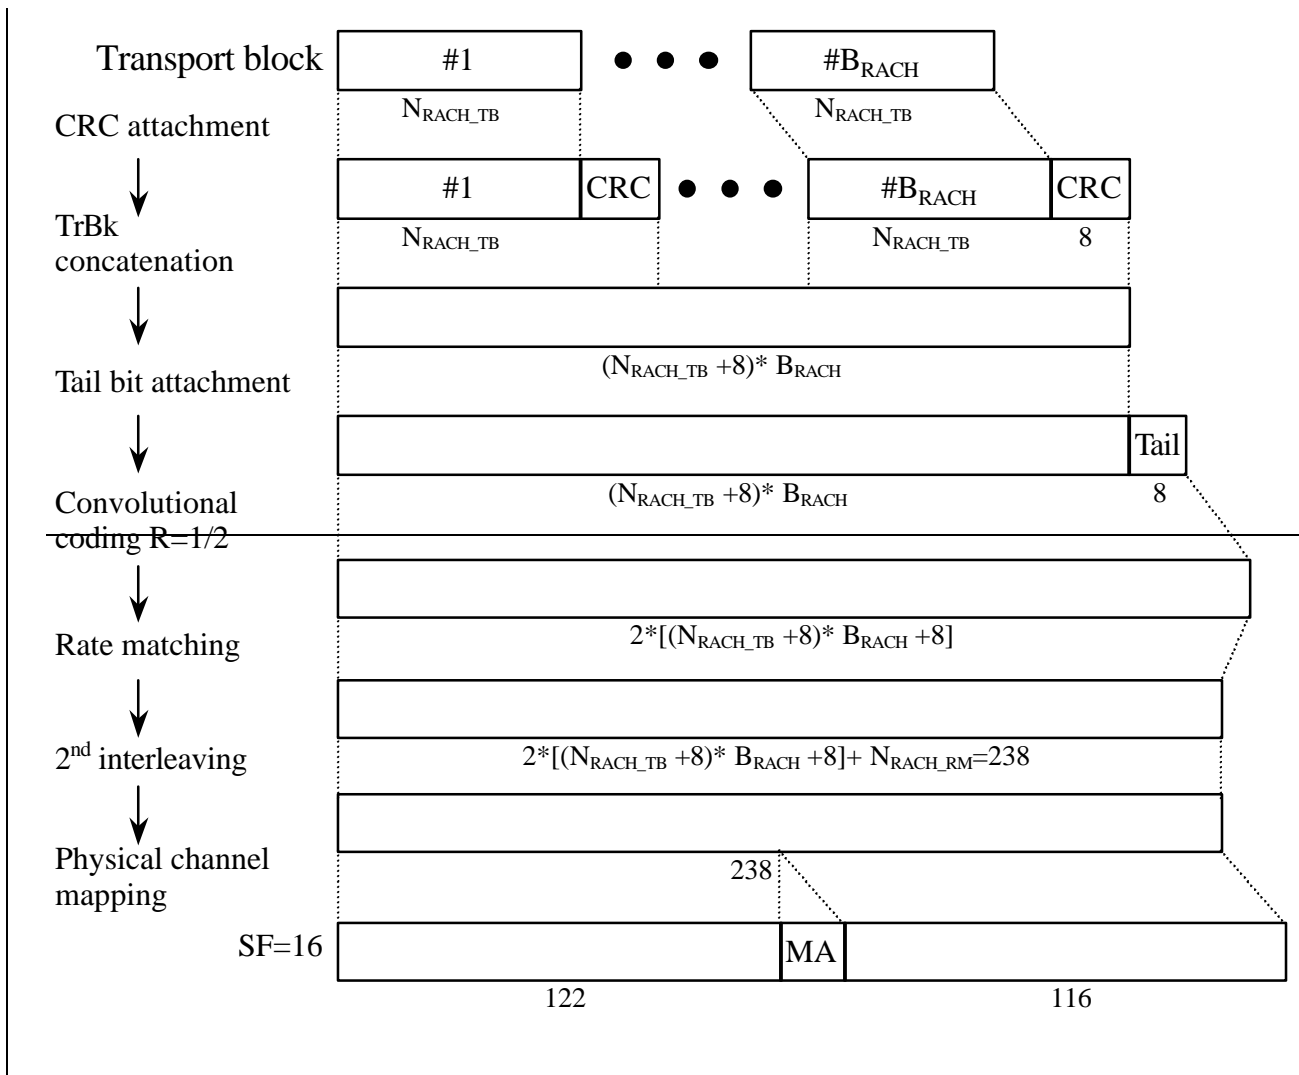 Transport block #1 • • • #B_RACH
N_RACH_TB N_RACH_TB
CRC attachment
#1 CRC • • • #B_RACH CRC
N_RACH_TB N_RACH_TB 8
TrBk
concatenation
(N_RACH_TB +8)* B_RACH
Tail bit attachment
Tail
(N_RACH_TB +8)* B_RACH 8
Convolutional
coding R=1/2
2*[(N_RACH_TB +8)* B_RACH +8]
Rate matching
2nd interleaving
2*[(N_RACH_TB +8)* B_RACH +8]+ N_RACH_RM=238
Physical channel
mapping
238
SF=16 MA
122 116